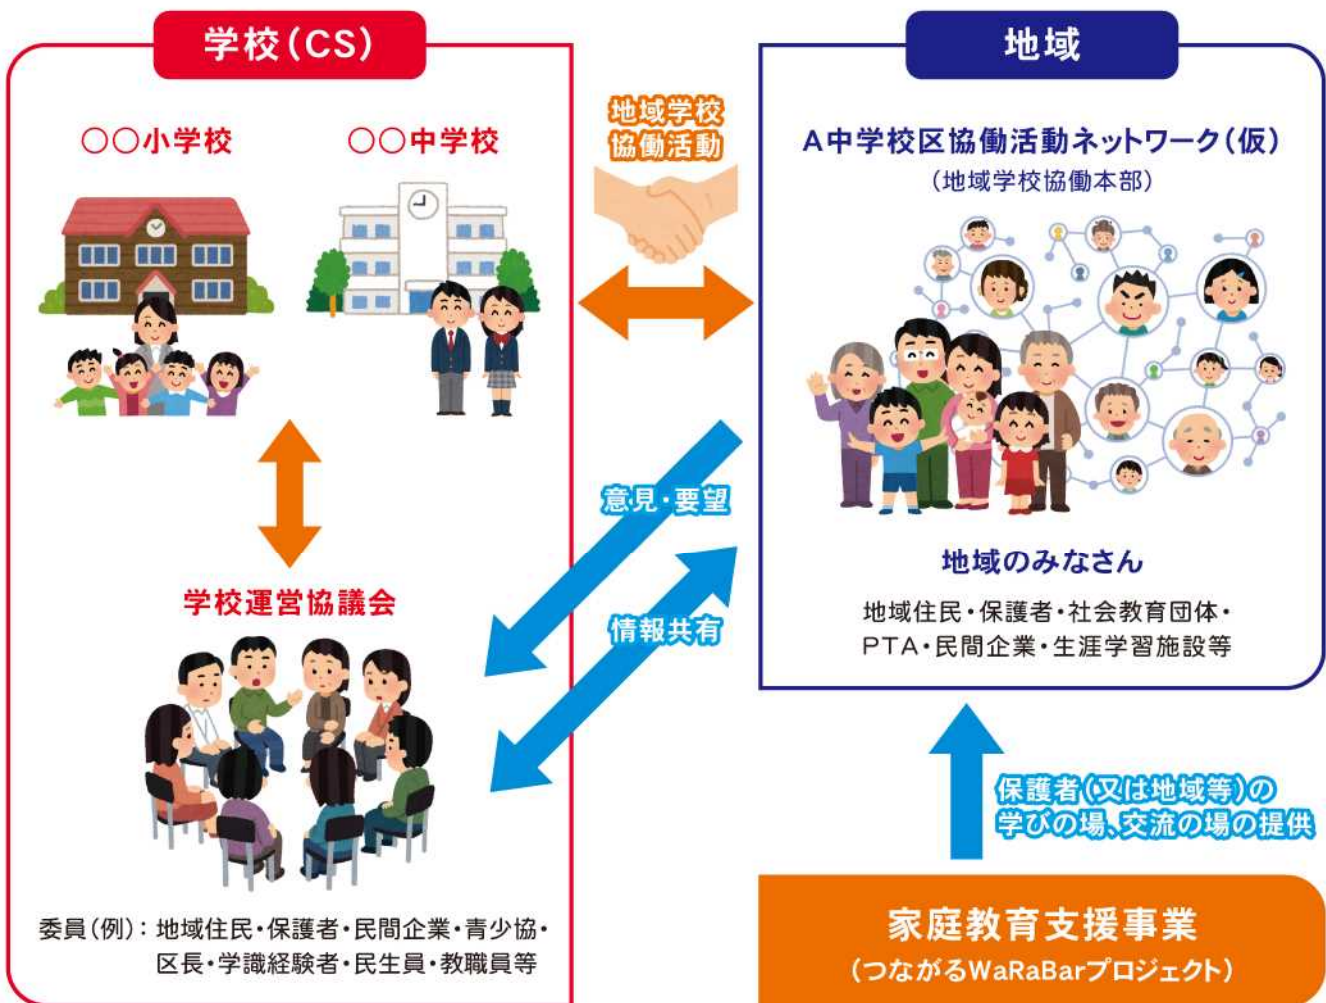 学校(CS)
○○小学校
○○中学校
学校運営協議会
委員(例):地域住民・保護者・民間企業・青少協・
区長・学識経験者・民生員・教職員等
地域学校
協働活動
意見・要望
情報共有
地域
A中学校区協働活動ネットワーク(仮)
(地域学校協働本部)
地域のみなさん
地域住民・保護者・社会教育団体・
PTA・民間企業・生涯学習施設等
保護者(又は地域等)の
学びの場、交流の場の提供
家庭教育支援事業
(つながるWaRaBarプロジェクト)